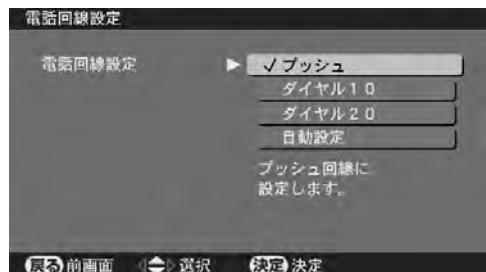 電話回線設定
電話回線設定 ▶ ✓プッシュ
ダイヤル10
ダイヤル20
自動設定
プッシュ回線に
設定します。
戻る 前画面 選択 決定 決定